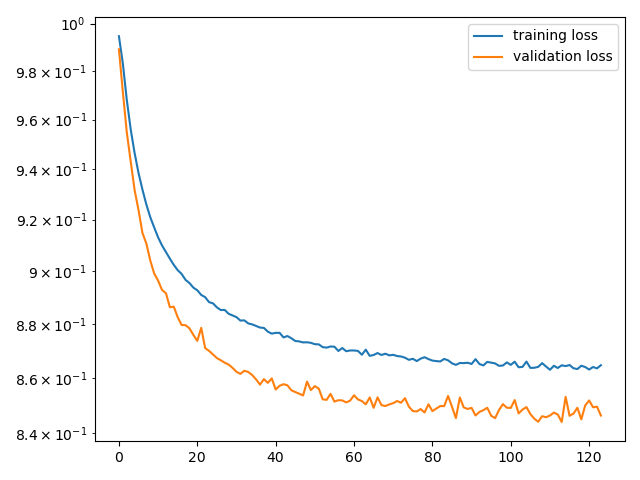 training loss
validation loss
10⁰
9.8 × 10⁻¹
9.6 × 10⁻¹
9.4 × 10⁻¹
9.2 × 10⁻¹
9 × 10⁻¹
8.8 × 10⁻¹
8.6 × 10⁻¹
8.4 × 10⁻¹
0 20 40 60 80 100 120